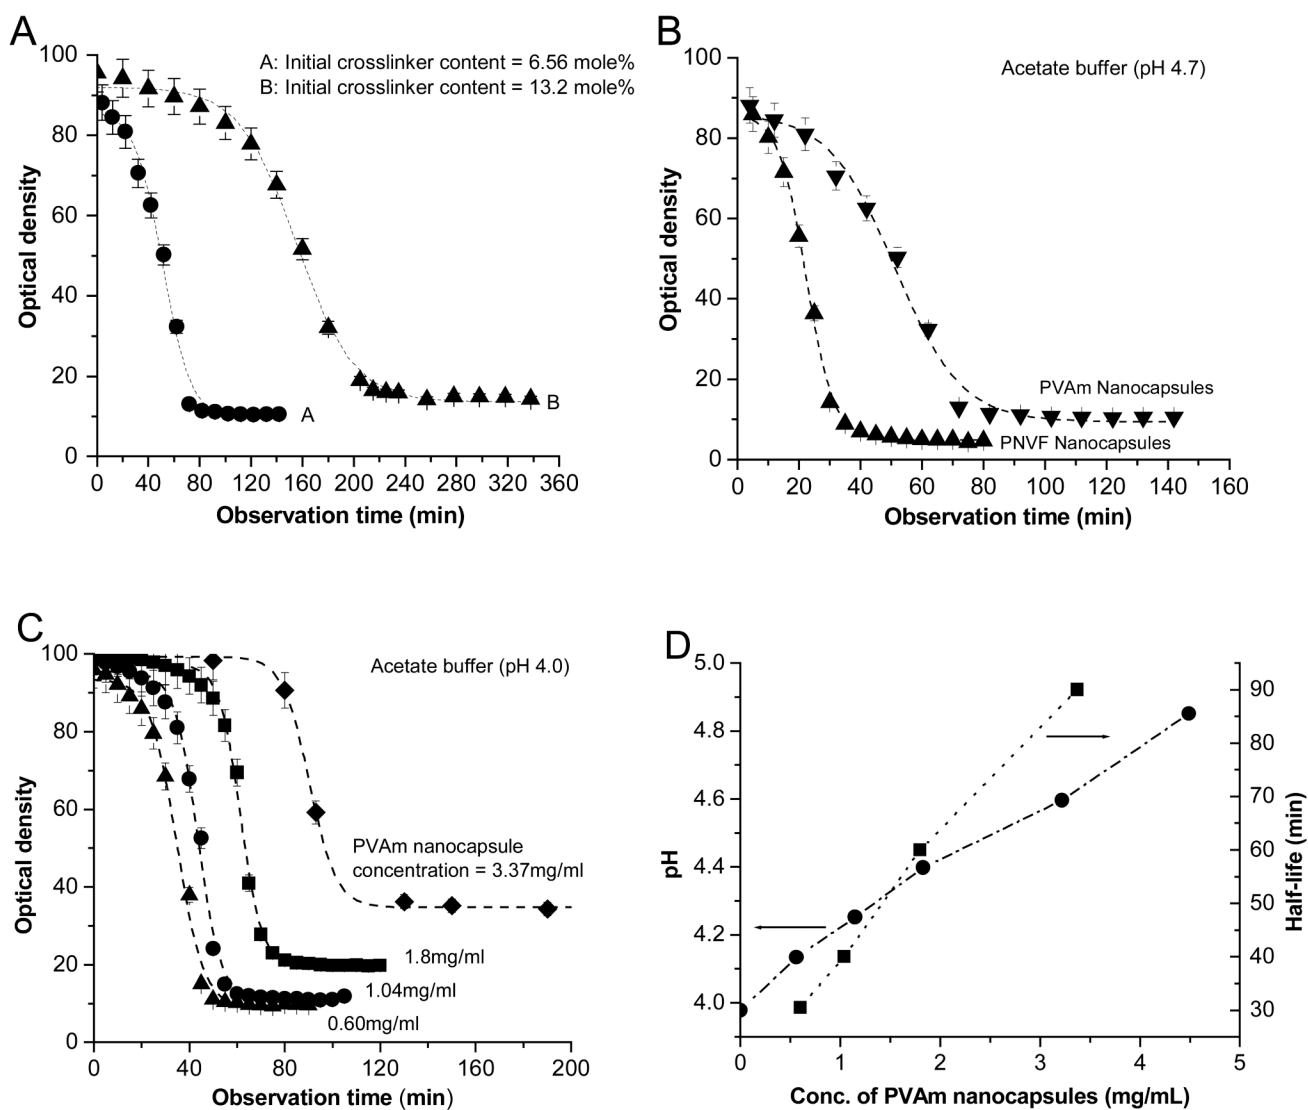 A
A: Initial crosslinker content = 6.56 mole%
B: Initial crosslinker content = 13.2 mole%
100
80
60
40
20
0
Optical density
A
B
0 40 80 120 160 200 240 280 320 360
Observation time (min)
B
Acetate buffer (pH 4.7)
100
80
60
40
20
0
Optical density
PVAm Nanocapsules
PNVF Nanocapsules
0 20 40 60 80 100 120 140 160
Observation time (min)
C
Acetate buffer (pH 4.0)
100
80
60
40
20
0
Optical density
PVAm nanocapsule
concentration = 3.37mg/ml
1.8mg/ml
1.04mg/ml
0.60mg/ml
0 40 80 120 160 200
Observation time (min)
D
5.0
4.8
4.6
4.4
4.2
4.0
pH
90
80
70
60
50
40
30
Half-life (min)
0 1 2 3 4 5
Conc. of PVAm nanocapsules (mg/mL)